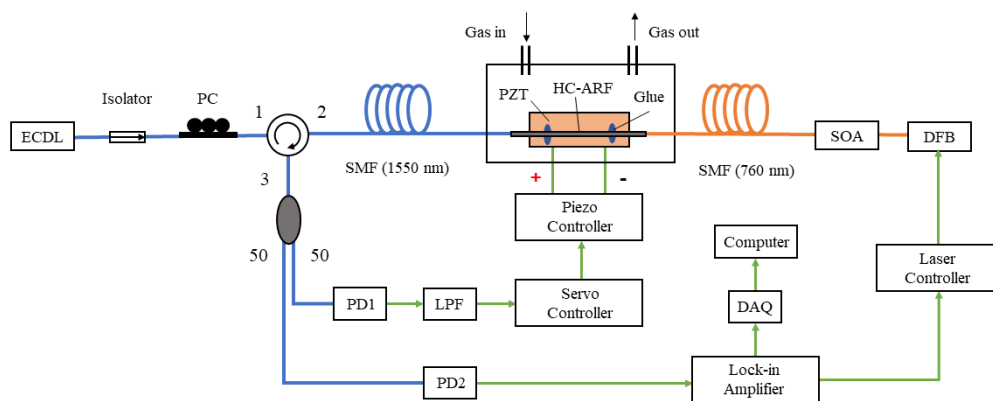 Gas in
Gas out
Isolator
PC
1
2
PZT
HC-ARF
Glue
ECDL
SOA
DFB
SMF (1550 nm)
SMF (760 nm)
3
+
-
Piezo
Controller
Computer
50
50
Laser
Controller
PD1
LPF
Servo
Controller
DAQ
PD2
Lock-in
Amplifier